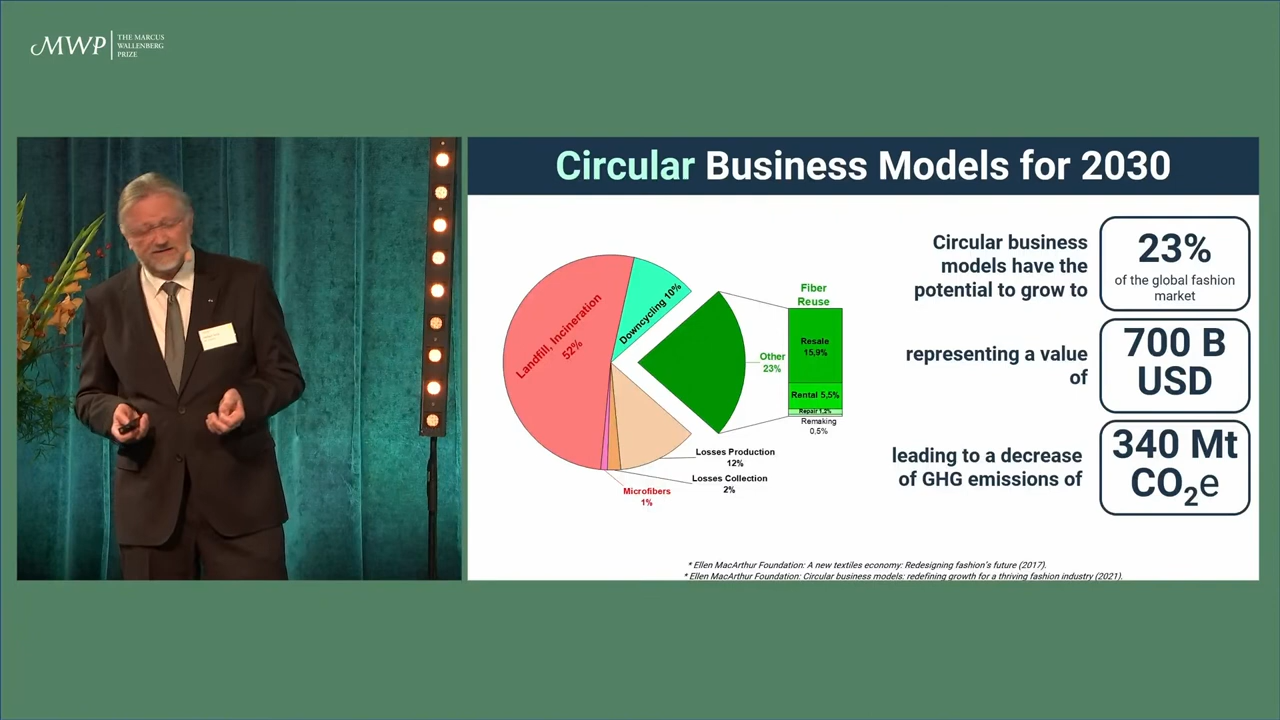 MWP
THE MARCUS
WALLENBERG
PRIZE
Circular Business Models for 2030
Landfill, Incineration
52%
Downcycling 10%
Other
23%
Fiber
Reuse
Resale
15,9%
Rental 5,5%
Repair 1,2%
Remaking
0,5%
Losses Production
12%
Losses Collection
2%
Microfibers
1%
Circular business
models have the
potential to grow to
23%
of the global fashion
market
representing a value
of
700 B
USD
leading to a decrease
of GHG emissions of
340 Mt
CO₂e
* Ellen MacArthur Foundation: A new textiles economy: Redesigning fashion's future (2017).
* Ellen MacArthur Foundation: Circular business models: redefining growth for a thriving fashion industry (2021).